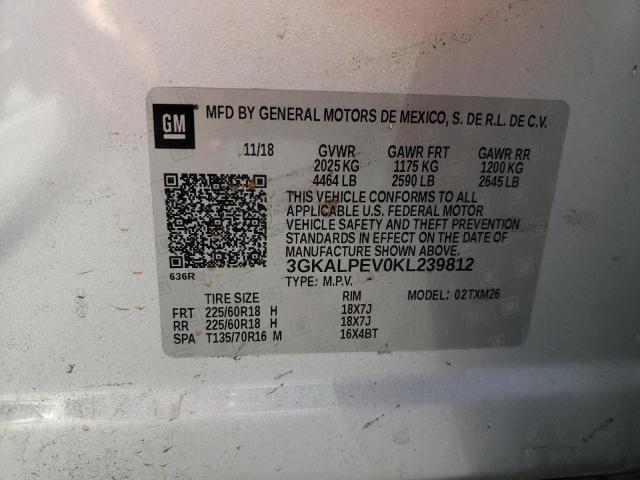 GM
MFD BY GENERAL MOTORS DE MEXICO, S. DE R.L. DE C.V.
11/18 GVWR GAWR FRT GAWR RR
2025 KG 1175 KG 1200 KG
4464 LB 2590 LB 2645 LB
THIS VEHICLE CONFORMS TO ALL
APPLICABLE U.S. FEDERAL MOTOR
VEHICLE SAFETY AND THEFT
PREVENTION STANDARDS IN EFFECT
ON THE DATE OF MANUFACTURE
SHOWN ABOVE.
3GKALPEV0KL239812
636R
TYPE: M.P.V.
TIRE SIZE RIM MODEL: 02TXM26
FRT 225/60R18 H 18X7J
RR 225/60R18 H 18X7J
SPA T135/70R16 M 16X4BT